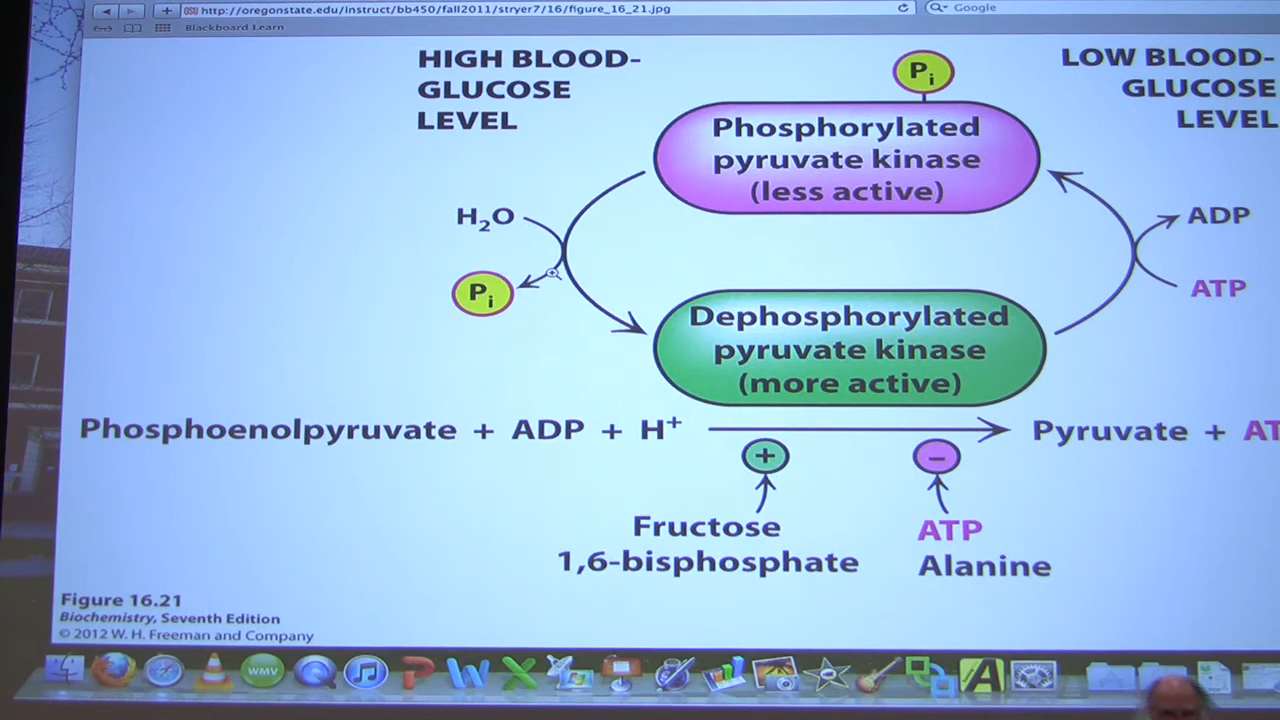 http://oregonstate.edu/instruct/bb450/fall2011/stryer7/16/figure_16_21.jpg
Google
Blackboard Learn
HIGH BLOOD-
GLUCOSE
LEVEL
LOW BLOOD-
GLUCOSE
LEVEL
Pi
Phosphorylated
pyruvate kinase
(less active)
H2O
ADP
Pi
ATP
Dephosphorylated
pyruvate kinase
(more active)
Phosphoenolpyruvate + ADP + H+
Pyruvate + AT
+
−
Fructose
1,6-bisphosphate
ATP
Alanine
Figure 16.21
Biochemistry, Seventh Edition
© 2012 W. H. Freeman and Company
WMV